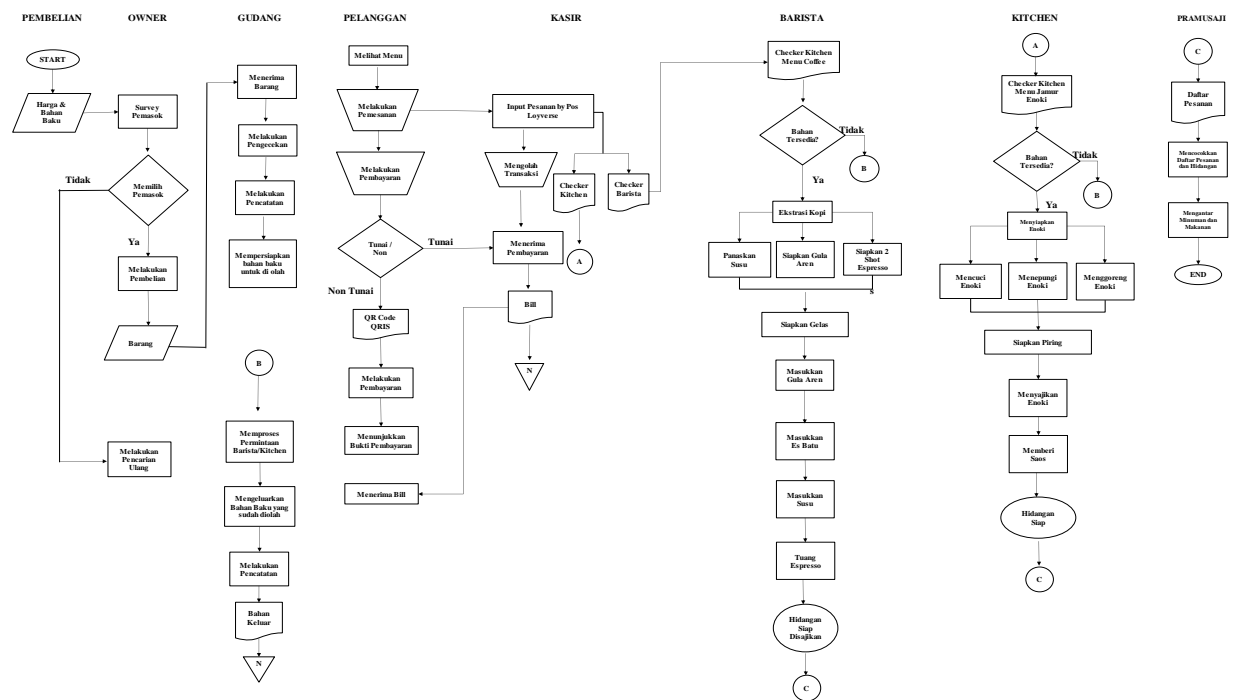 PEMBELIAN
OWNER
GUDANG
PELANGGAN
KASIR
BARISTA
KITCHEN
PRAMUSAJI
START
Harga &
Bahan
Baku
Survey
Pemasok
Memilih
Pemasok
Tidak
Ya
Melakukan
Pembelian
Barang
Melakukan
Pencarian
Ulang
Menerima
Barang
Melakukan
Pengecekan
Melakukan
Pencatatan
Mempersiapkan
bahan baku
untuk di olah
B
Memproses
Permintaan
Barista/Kitchen
Mengeluarkan
Bahan Baku yang
sudah diolah
Melakukan
Pencatatan
Bahan
Keluar
N
Melihat Menu
Melakukan
Pemesanan
Melakukan
Pembayaran
Tunai /
Non
Tunai
Non Tunai
QR Code
QRIS
Melakukan
Pembayaran
Menunjukkan
Bukti Pembayaran
Menerima Bill
Input Pesanan by Pos
Loyverse
Mengolah
Transaksi
Checker
Kitchen
Checker
Barista
Menerima
Pembayaran
A
Bill
N
Checker Kitchen
Menu Coffee
Bahan
Tersedia?
Tidak
B
Ya
Ekstrasi Kopi
Panaskan
Susu
Siapkan Gula
Aren
Siapkan 2
Shot
Espresso
s
Siapkan Gelas
Masukkan
Gula Aren
Masukkan
Es Batu
Masukkan
Susu
Tuang
Espresso
Hidangan
Siap
Disajikan
C
A
Checker Kitchen
Menu Jamur
Enoki
Bahan
Tersedia?
Tidak
B
Ya
Menyiapkan
Enoki
Mencuci
Enoki
Menepungi
Enoki
Menggoreng
Enoki
Siapkan Piring
Menyajikan
Enoki
Memberi
Saos
Hidangan
Siap
C
C
Daftar
Pesanan
Mencocokkan
Daftar Pesanan
dan Hidangan
Mengantar
Minuman dan
Makanan
END